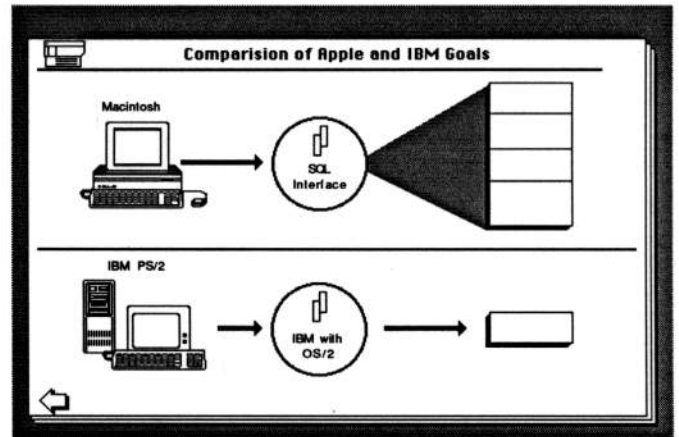 Comparision of Apple and IBM Goals
Macintosh
SQL
Interface
IBM PS/2
IBM with
OS/2